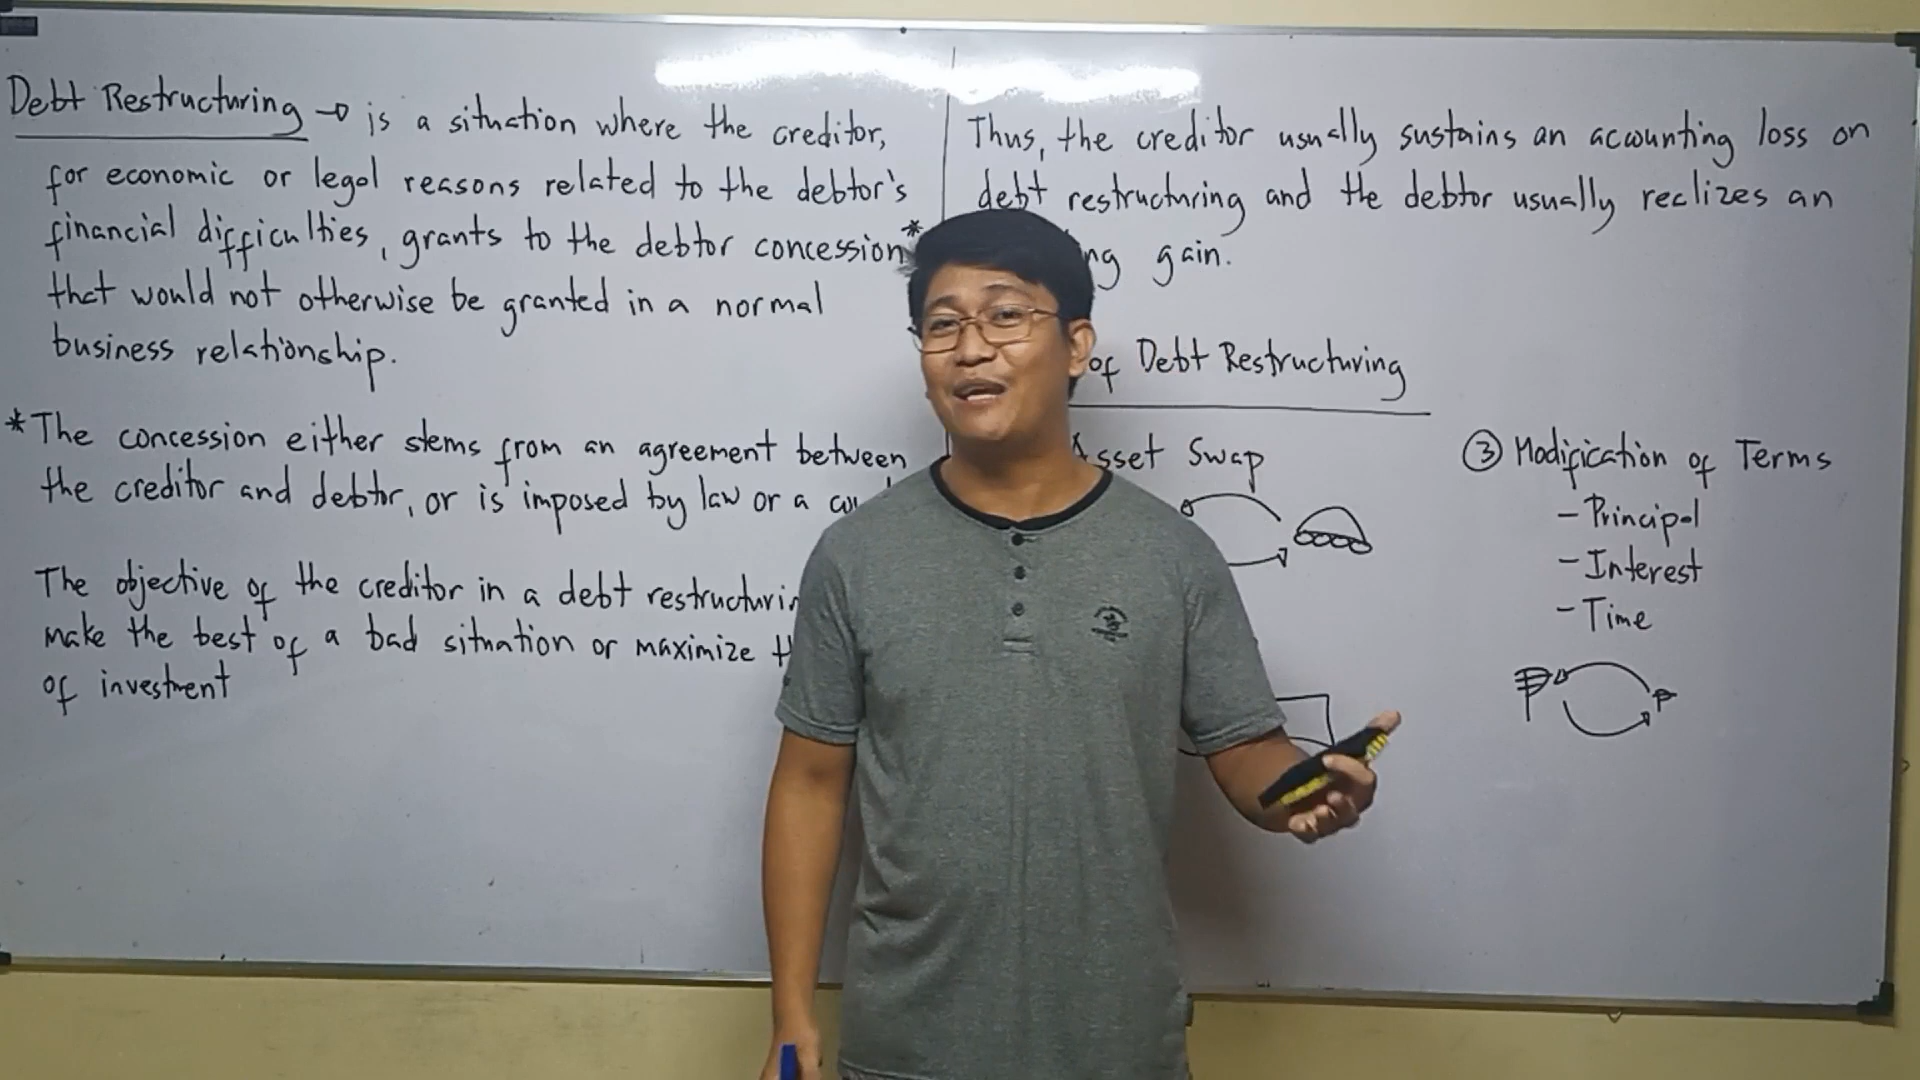 Debt Restructuring → is a situation where the creditor,
for economic or legal reasons related to the debtor's
financial difficulties, grants to the debtor concession*
that would not otherwise be granted in a normal
business relationship.
*The concession either stems from an agreement between
the creditor and debtor, or is imposed by law or a
The objective of the creditor in a debt
make the best of a bad situation or maximize
of investment
Thus, the creditor usually sustains an accounting loss on
debt restructuring and the debtor usually realizes an
gain.
of Debt Restructuring
Asset Swap
③ Modification of Terms
- Principal
- Interest
- Time